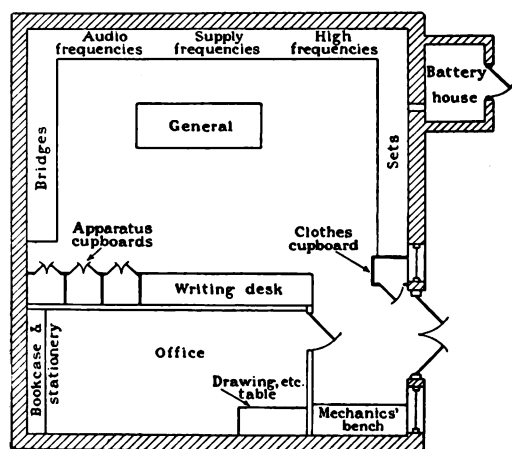 Audio
frequencies
Supply
frequencies
High
frequencies
Battery
house
General
Bridges
Sets
Apparatus
cupboards
Clothes
cupboard
Writing desk
Bookcase &
stationery
Office
Drawing, etc.
table
Mechanics'
bench